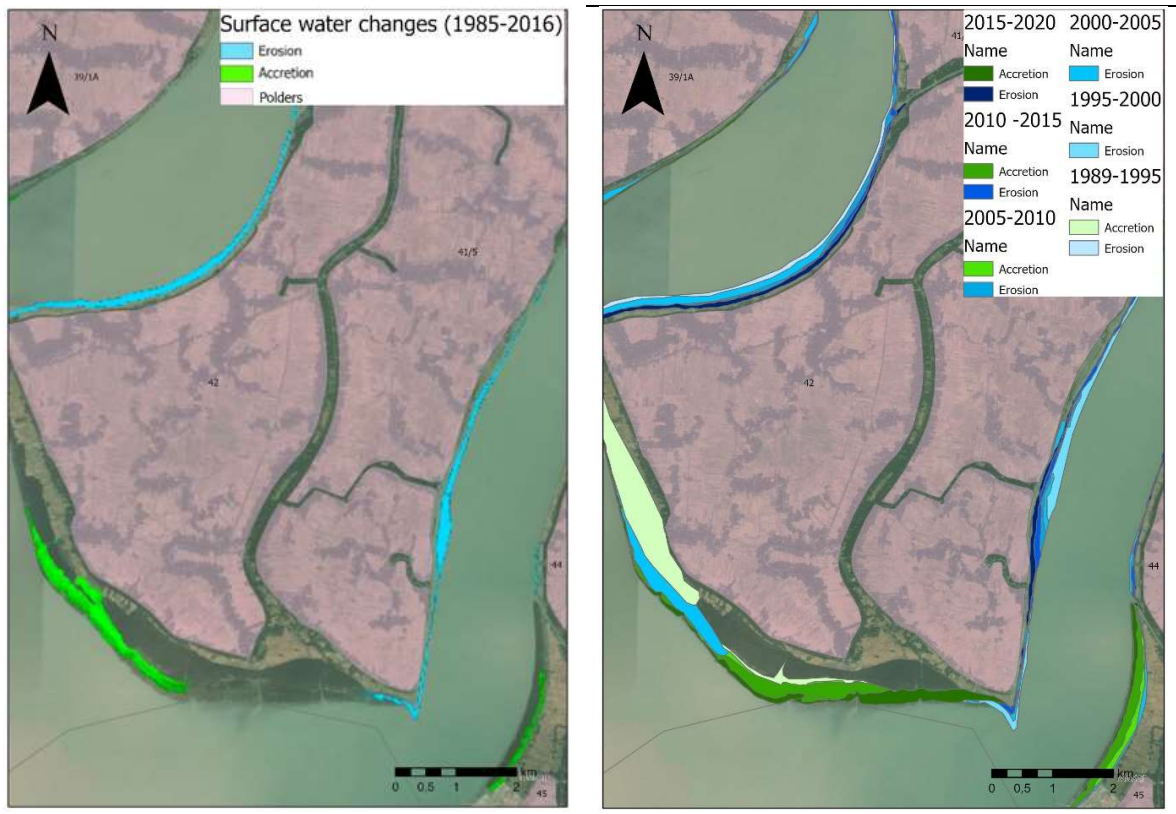 Surface water changes (1985-2016)
Erosion
Accretion
Polders
N
39/1A
41/5
42
44
45
0 0,5 1 2
km
2015-2020
Name
Accretion
Erosion
2010 -2015
Name
Accretion
Erosion
2005-2010
Name
Accretion
Erosion
2000-2005
Name
Erosion
1995-2000
Name
Erosion
1989-1995
Name
Accretion
Erosion
N
39/1A
41/
42
44
45
0 0,5 1 2
km